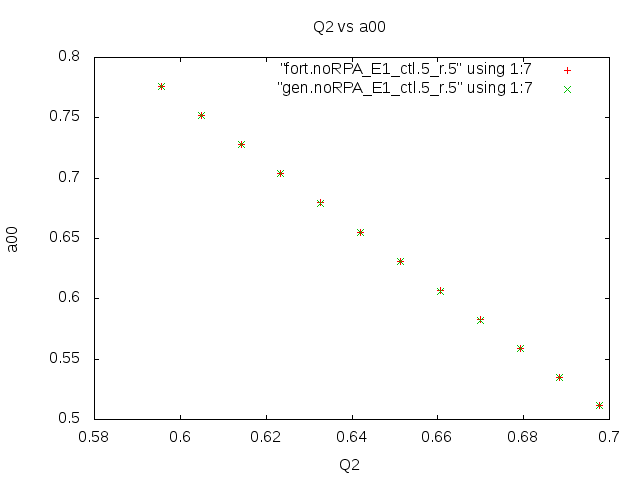 Q2 vs a00
"fort.noRPA_E1_ctl.5_r.5" using 1:7
"gen.noRPA_E1_ctl.5_r.5" using 1:7
0.8
0.75
0.7
0.65
0.6
0.55
0.5
a00
0.58 0.6 0.62 0.64 0.66 0.68 0.7
Q2